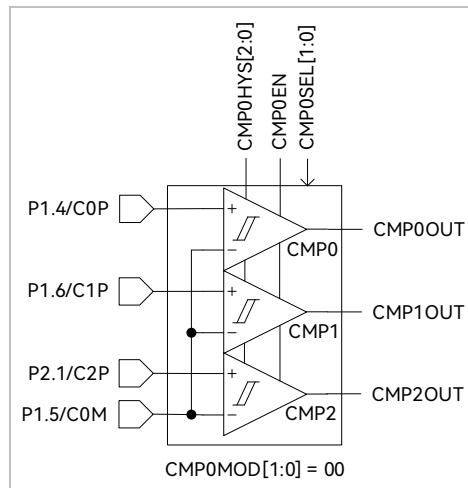 CMP0HYS[2:0]
CMP0EN
CMP0SEL[1:0]
P1.4/C0P
+
−
CMP0
CMP0OUT
P1.6/C1P
+
−
CMP1
CMP1OUT
P2.1/C2P
+
P1.5/C0M
−
CMP2
CMP2OUT
CMP0MOD[1:0] = 00